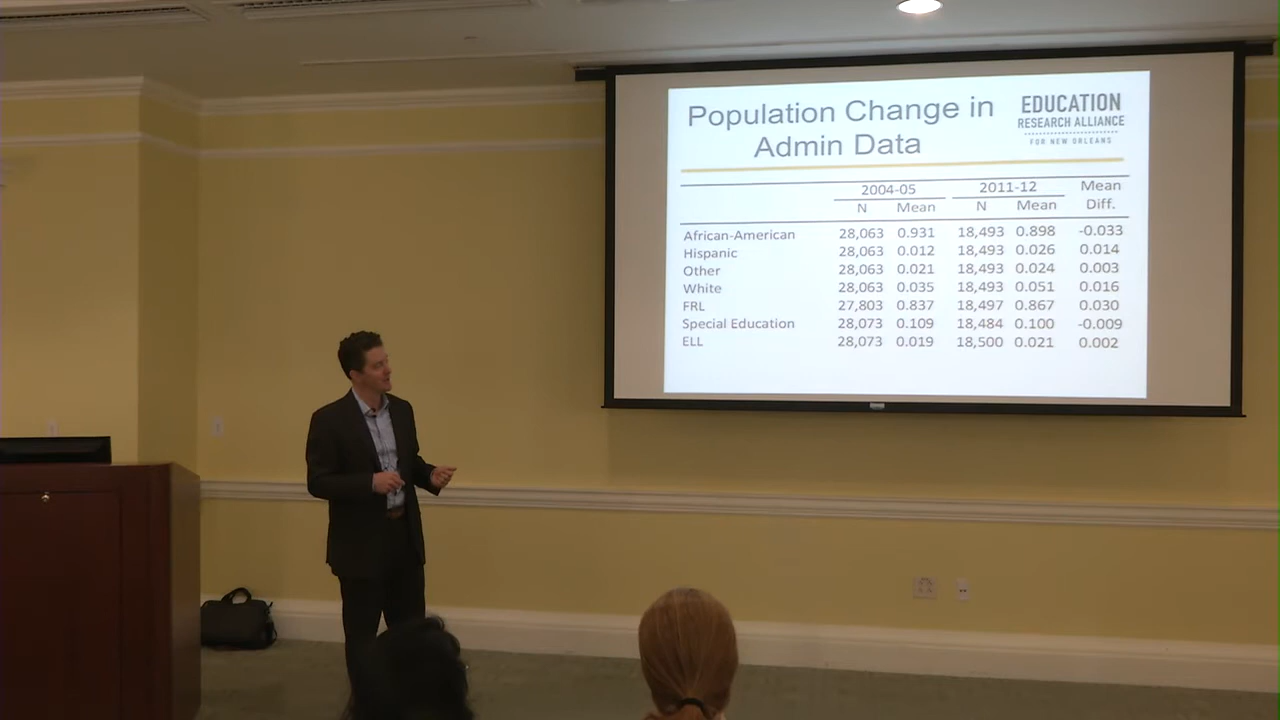 Population Change in
Admin Data
EDUCATION
RESEARCH ALLIANCE
FOR NEW ORLEANS
2004-05 2011-12 Mean
N Mean N Mean Diff.
African-American 28,063 0.931 18,493 0.898 -0.033
Hispanic 28,063 0.012 18,493 0.026 0.014
Other 28,063 0.021 18,493 0.024 0.003
White 28,063 0.035 18,493 0.051 0.016
FRL 27,803 0.837 18,497 0.867 0.030
Special Education 28,073 0.109 18,484 0.100 -0.009
ELL 28,073 0.019 18,500 0.021 0.002